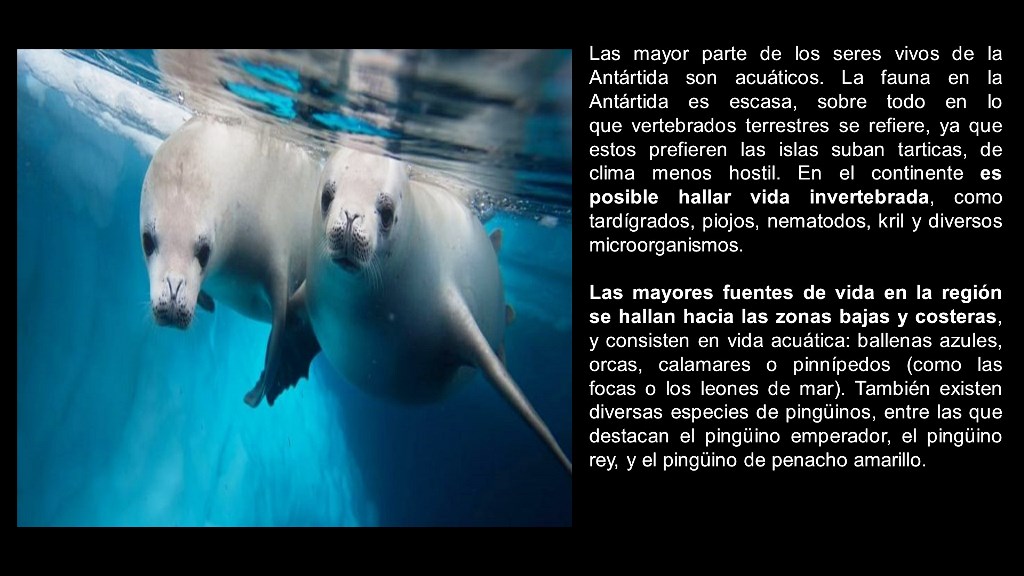 Las mayor parte de los seres vivos de la
Antártida son acuáticos. La fauna en la
Antártida es escasa, sobre todo en lo
que vertebrados terrestres se refiere, ya que
estos prefieren las islas suban tarticas, de
clima menos hostil. En el continente es
posible hallar vida invertebrada, como
tardígrados, piojos, nematodos, kril y diversos
microorganismos.
Las mayores fuentes de vida en la región
se hallan hacia las zonas bajas y costeras,
y consisten en vida acuática: ballenas azules,
orcas, calamares o pinnípedos (como las
focas o los leones de mar). También existen
diversas especies de pingüinos, entre las que
destacan el pingüino emperador, el pingüino
rey, y el pingüino de penacho amarillo.